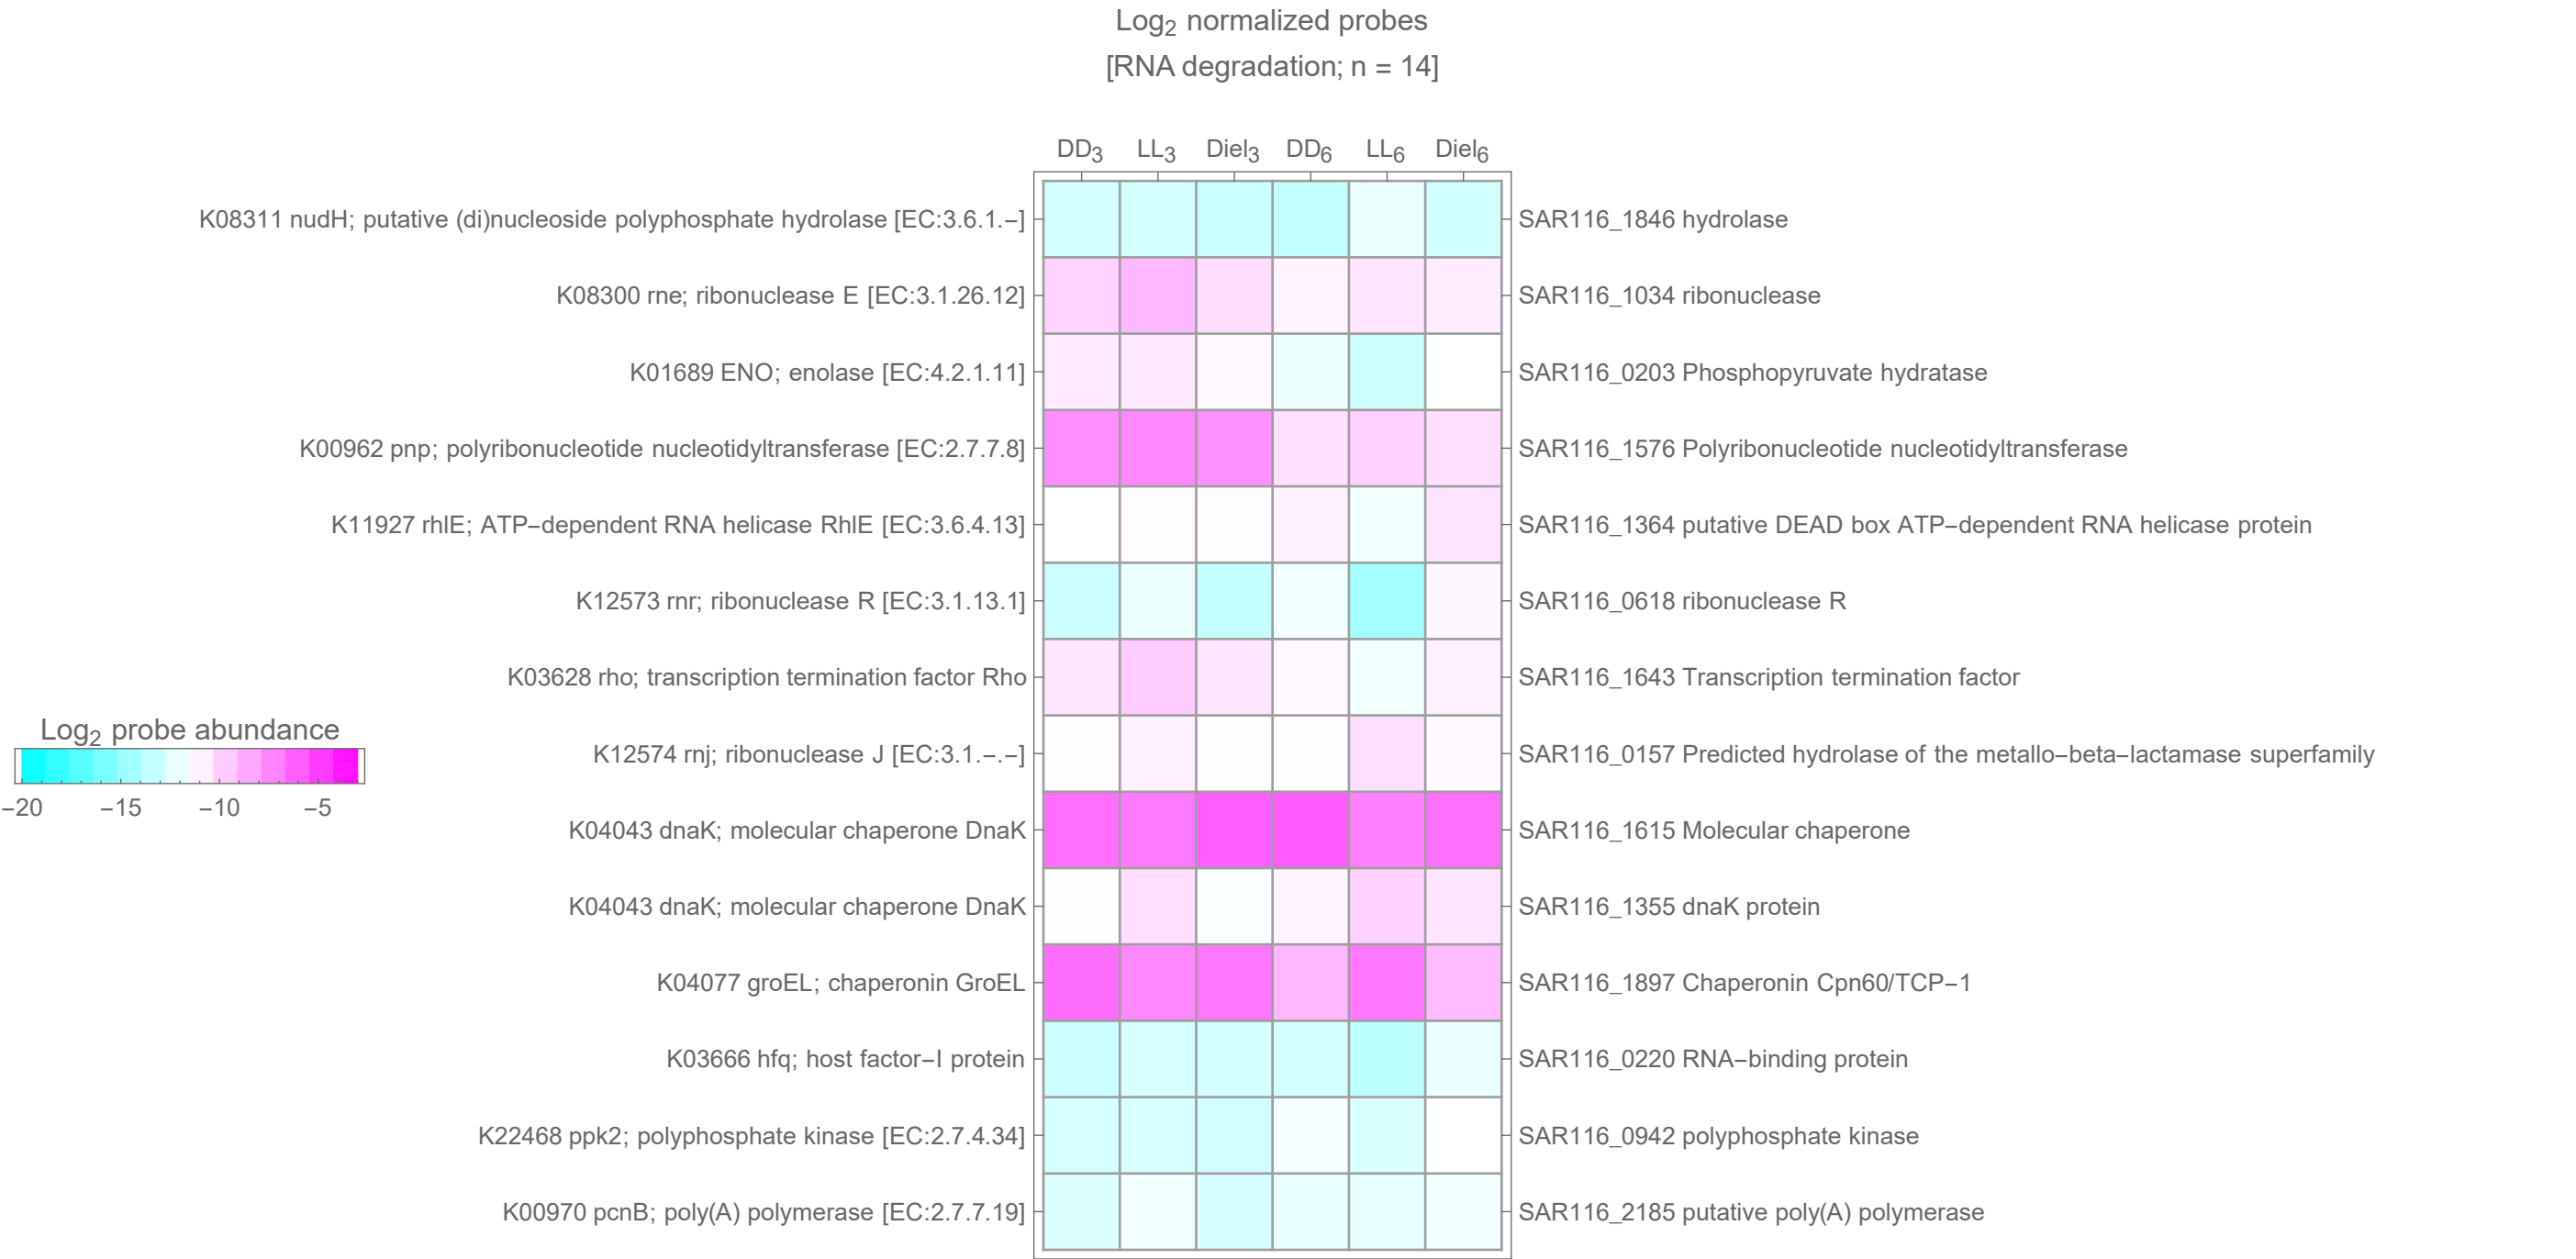 Log2 normalized probes
[RNA degradation; n = 14]
DD3 LL3 Diel3 DD6 LL6 Diel6
K08311 nudH; putative (di)nucleoside polyphosphate hydrolase [EC:3.6.1.−] SAR116_1846 hydrolase
K08300 rne; ribonuclease E [EC:3.1.26.12] SAR116_1034 ribonuclease
K01689 ENO; enolase [EC:4.2.1.11] SAR116_0203 Phosphopyruvate hydratase
K00962 pnp; polyribonucleotide nucleotidyltransferase [EC:2.7.7.8] SAR116_1576 Polyribonucleotide nucleotidyltransferase
K11927 rhlE; ATP−dependent RNA helicase RhlE [EC:3.6.4.13] SAR116_1364 putative DEAD box ATP−dependent RNA helicase protein
K12573 rnr; ribonuclease R [EC:3.1.13.1] SAR116_0618 ribonuclease R
K03628 rho; transcription termination factor Rho SAR116_1643 Transcription termination factor
K12574 rnj; ribonuclease J [EC:3.1.−.−] SAR116_0157 Predicted hydrolase of the metallo−beta−lactamase superfamily
K04043 dnaK; molecular chaperone DnaK SAR116_1615 Molecular chaperone
K04043 dnaK; molecular chaperone DnaK SAR116_1355 dnaK protein
K04077 groEL; chaperonin GroEL SAR116_1897 Chaperonin Cpn60/TCP−1
K03666 hfq; host factor−I protein SAR116_0220 RNA−binding protein
K22468 ppk2; polyphosphate kinase [EC:2.7.4.34] SAR116_0942 polyphosphate kinase
K00970 pcnB; poly(A) polymerase [EC:2.7.7.19] SAR116_2185 putative poly(A) polymerase
Log2 probe abundance
−20 −15 −10 −5